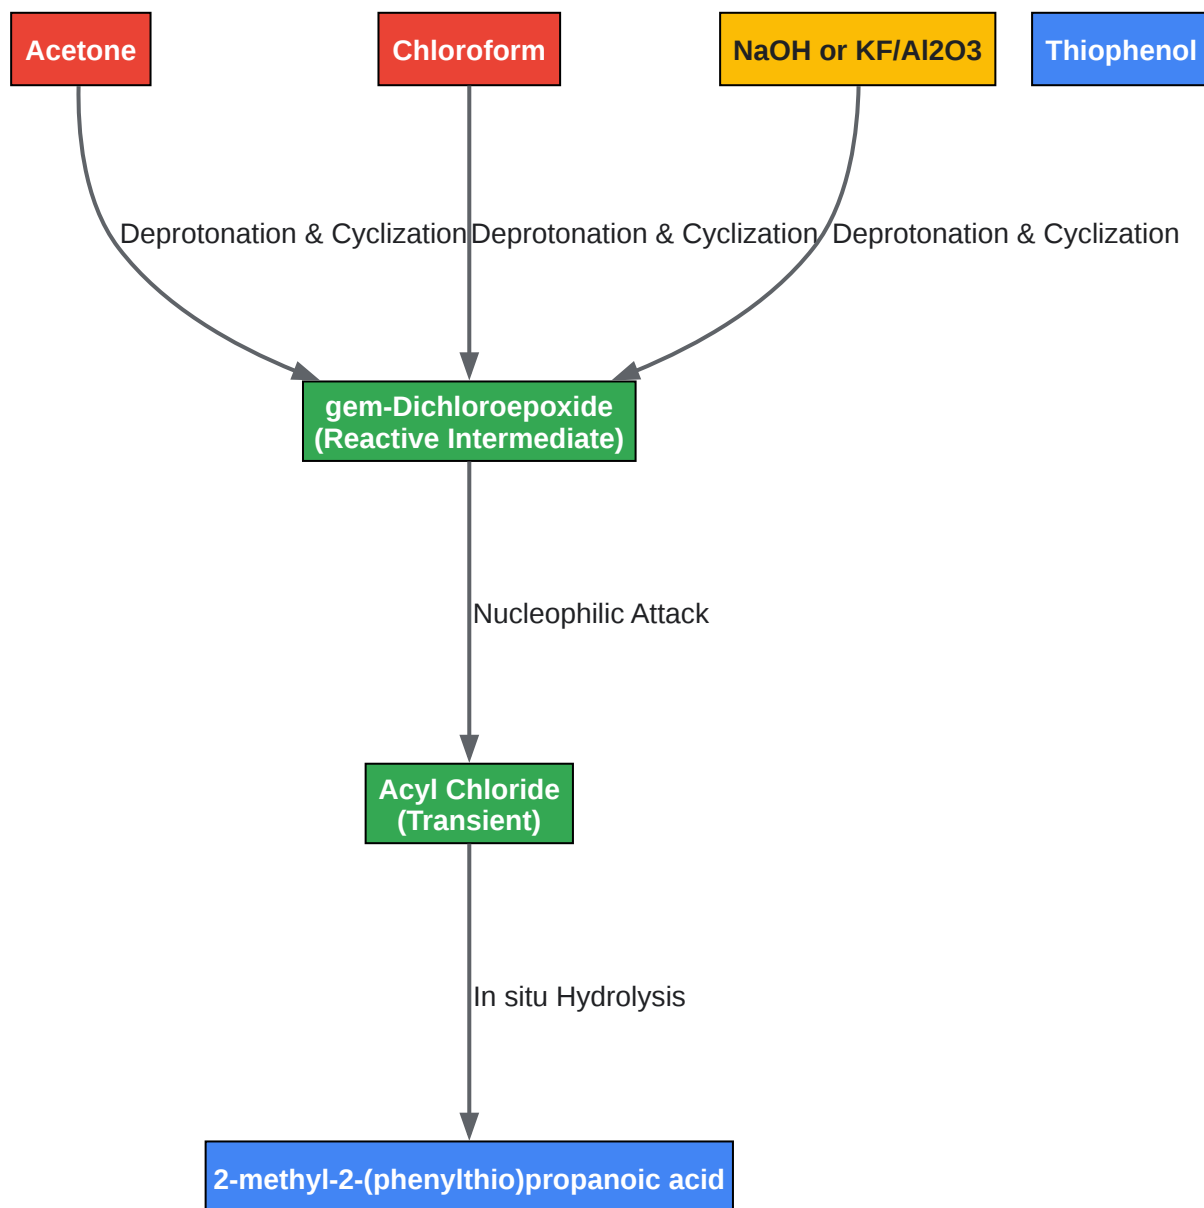 Acetone
Chloroform
NaOH or KF/Al2O3
Thiophenol
Deprotonation & Cyclization
Deprotonation & Cyclization
Deprotonation & Cyclization
gem-Dichloroepoxide
(Reactive Intermediate)
Nucleophilic Attack
Acyl Chloride
(Transient)
In situ Hydrolysis
2-methyl-2-(phenylthio)propanoic acid